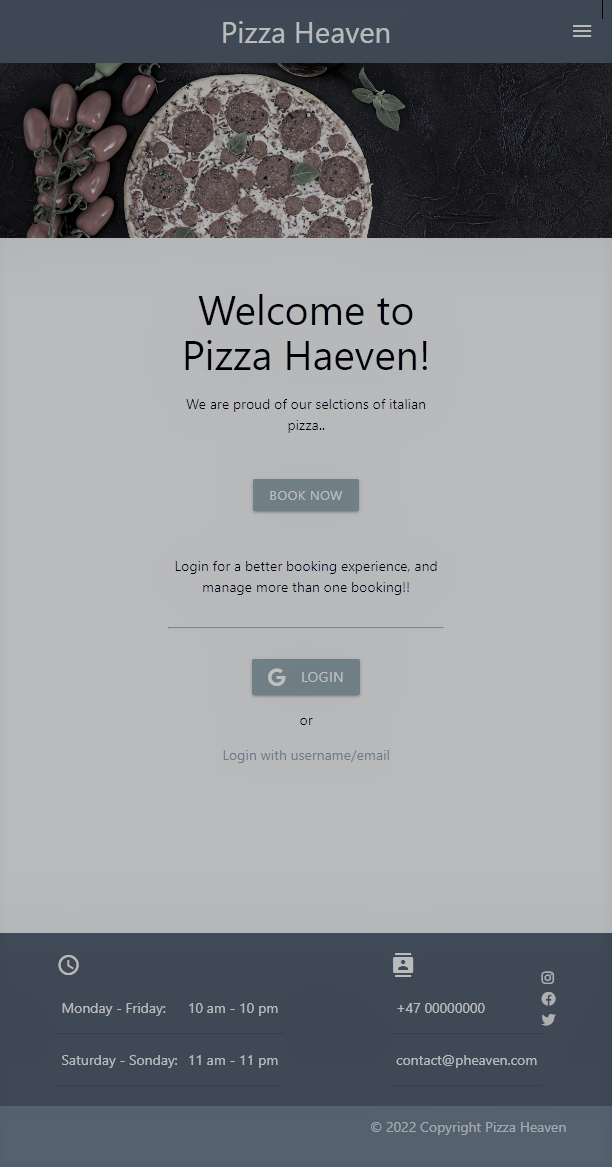 Pizza Heaven
Welcome to
Pizza Haeven!
We are proud of our selctions of italian
pizza..
BOOK NOW
Login for a better booking experience, and
manage more than one booking!!
LOGIN
or
Login with username/email
Monday - Friday: 10 am - 10 pm
Saturday - Sonday: 11 am - 11 pm
+47 00000000
contact@pheaven.com
© 2022 Copyright Pizza Heaven